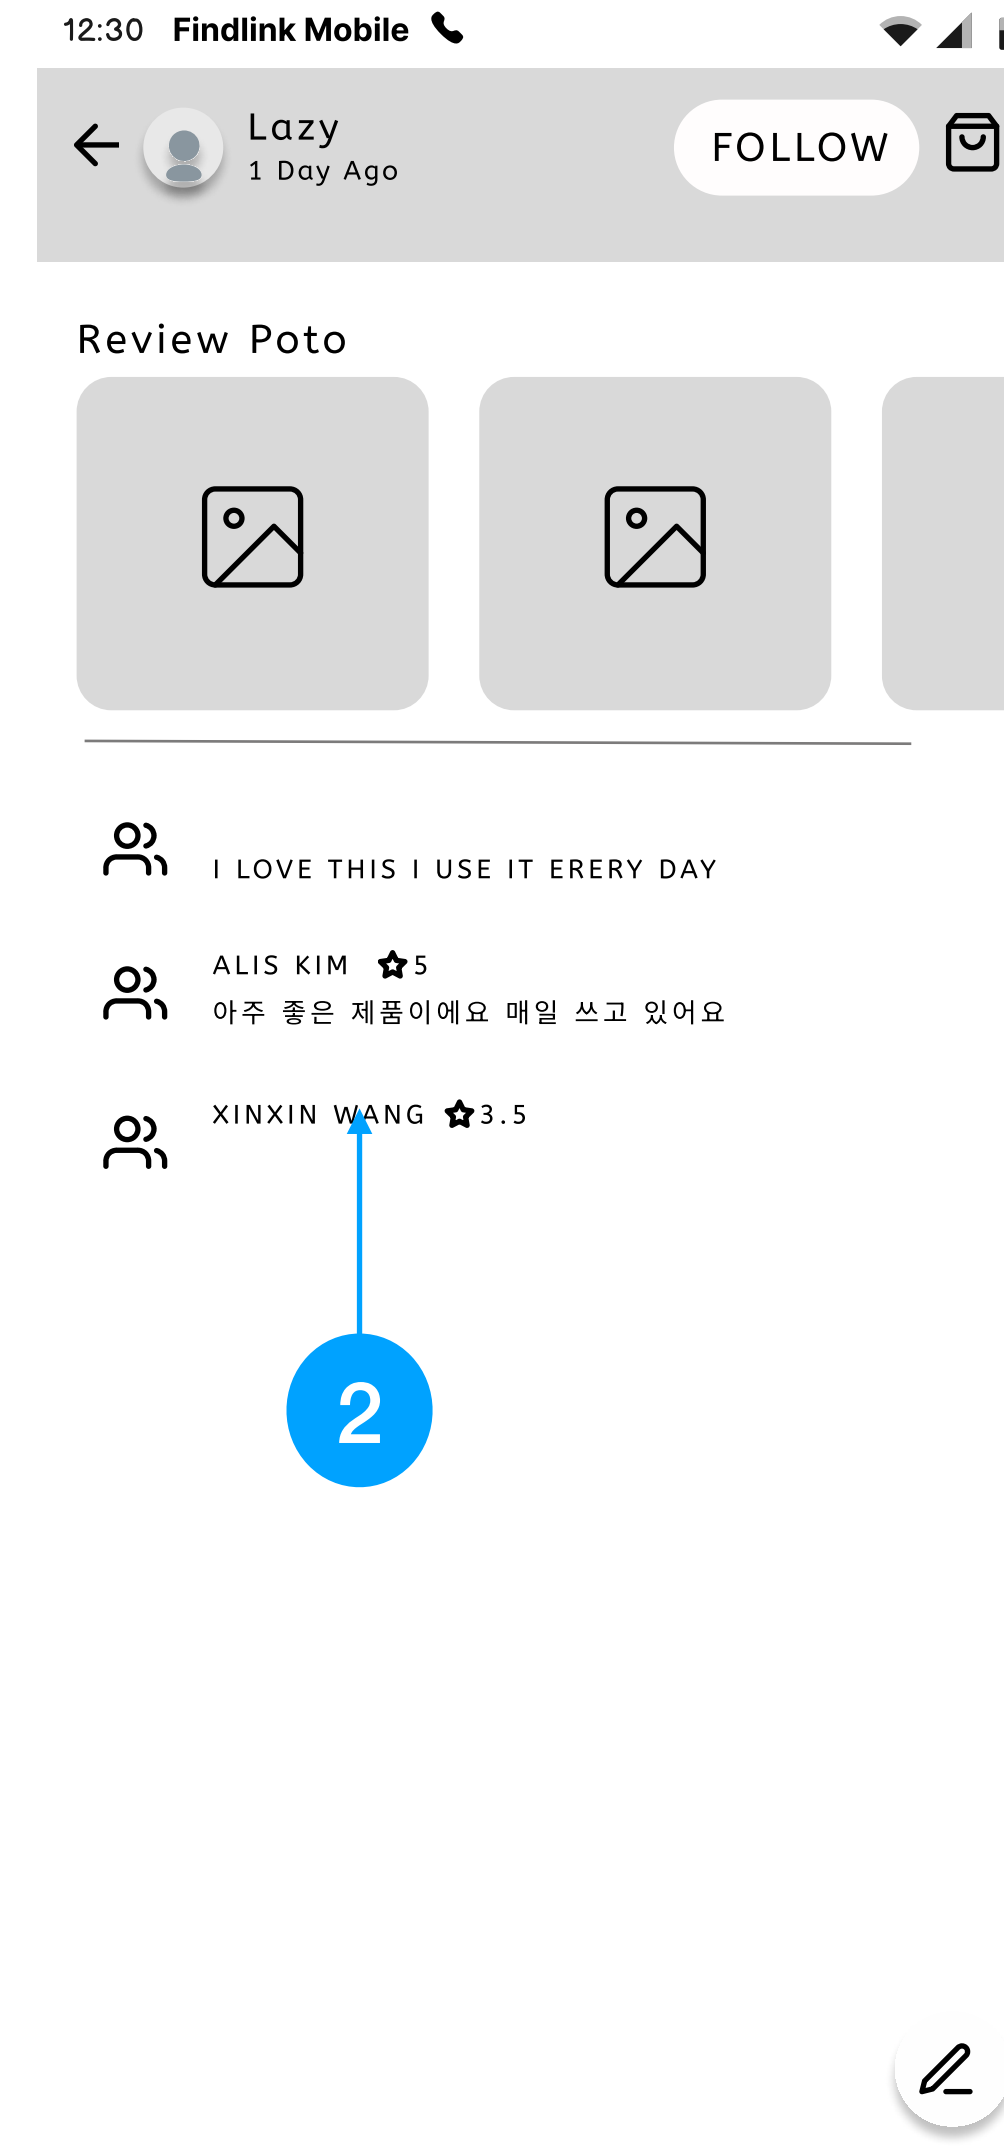 12:30 Findlink Mobile
Lazy
1 Day Ago
FOLLOW
Review Poto
I LOVE THIS I USE IT ERERY DAY
ALIS KIM 5
아주 좋은 제품이에요 매일 쓰고 있어요
XINXIN WANG 3.5
2